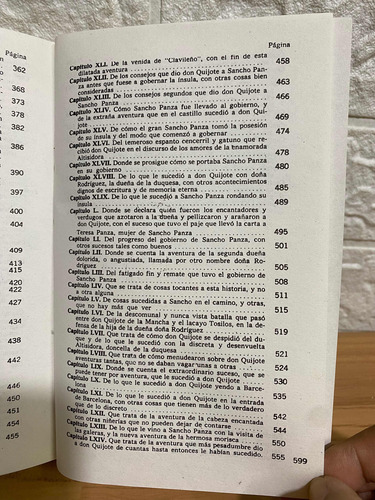 Página
362
368
373
378
382
386
390
397
400
404
409
413
415
420
422
427
434
438
446
450
451
454
455
Página
Capítulo XLI. De la venida de "Clavileño", con el fin de esta
dilatada aventura 458
Capítulo XLII. De los consejos que dio don Quijote a Sancho Pan-
za antes que fuese a gobernar la ínsula, con otras cosas bien
consideradas 463
Capítulo XLIII. De los consejos segundos que dio don Quijote a
Sancho Panza 466
Capítulo XLIV. Cómo Sancho Panza fue llevado al gobierno, y
de la extraña aventura que en el castillo sucedió a don Quijote 469
Capítulo XLV. De cómo el gran Sancho Panza tomó la posesión
de su ínsula y del modo que comenzó a gobernar 474
Capítulo XLVI. Del temeroso espanto cencerril y gatuno que re-
cibió don Quijote en el discurso de los amores de la enamorada
Altisidora 478
Capítulo XLVII. Donde se prosigue cómo se portaba Sancho Panza
en su gobierno 480
Capítulo XLVIII. De lo que le sucedió a don Quijote con doña
Rodríguez, la dueña de la duquesa, con otros acontecimientos
dignos de escritura y de memoria eterna 485
Capítulo XLIX. De lo que le sucedió a Sancho Panza rondando su
ínsula 489
Capítulo L. Donde se declara quién fueron los encantadores y
verdugos que azotaron a la dueña y pellizcaron y arañaron a
don Quijote, con el suceso que tuvo el paje que llevó la carta a
Teresa Panza, mujer de Sancho Panza 495
Capítulo LI. Del progreso del gobierno de Sancho Panza, con
otros sucesos tales como buenos 501
Capítulo LII. Donde se cuenta la aventura de la segunda dueña
dolorida, o angustiada, llamada por otro nombre doña Ro-
dríguez 505
Capítulo LIII. Del fatigado fin y remate que tuvo el gobierno de
Sancho Panza 508
Capítulo LIV. Que se trata de cosas tocantes a esta historia, y no
a otra alguna 511
Capítulo LV. De cosas sucedidas a Sancho en el camino, y otras,
que no hay más que ver 515
Capítulo LVI. De la descomunal y nunca vista batalla que pasó
entre don Quijote de la Mancha y el lacayo Tosilos, en la de-
fensa de la hija de la dueña doña Rodríguez 519
Capítulo LVII. Que trata de cómo don Quijote se despidió del du-
que y de lo que le sucedió con la discreta y desenvuelta
Altisidora, doncella de la duquesa 521
Capítulo LVIII. Que trata de cómo menudearon sobre don Quijote
aventuras tantas, que no se daban vagar unas a otras 524
Capítulo LIX. Donde se cuenta el extraordinario suceso, que se
puede tener por aventura, que le sucedió a don Quijote 530
Capítulo LX. De lo que le sucedió a don Quijote yendo a Barce-
lona 535
Capítulo LXI. De lo que le sucedió a don Quijote en la entrada
de Barcelona, con otras cosas que tienen más de lo verdadero
que de lo discreto 542
Capítulo LXII. Que trata de la aventura de la cabeza encantada
con otras niñerías que no pueden dejar de contarse 544
Capítulo LXIII. De lo que le vino a Sancho Panza con la visita de
las galeras, y la nueva aventura de la hermosa morisca 550
Capítulo LXIV. Que trata de la aventura que más pesadumbre dio
a don Quijote de cuantas hasta entonces le habían sucedido. 555
599